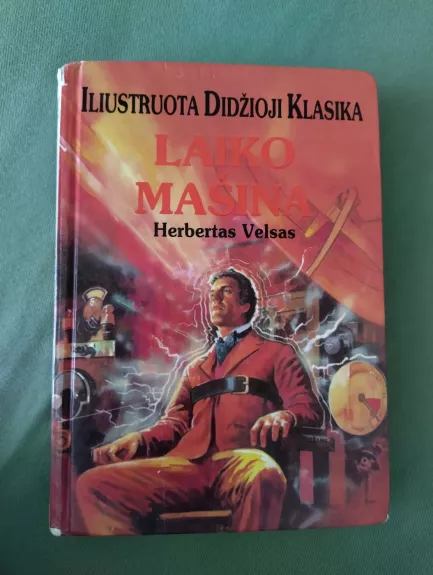 ILIUSTRUOTA DIDŽIOJI KLASIKA
LAIKO
MAŠINA
Herbertas Velsas